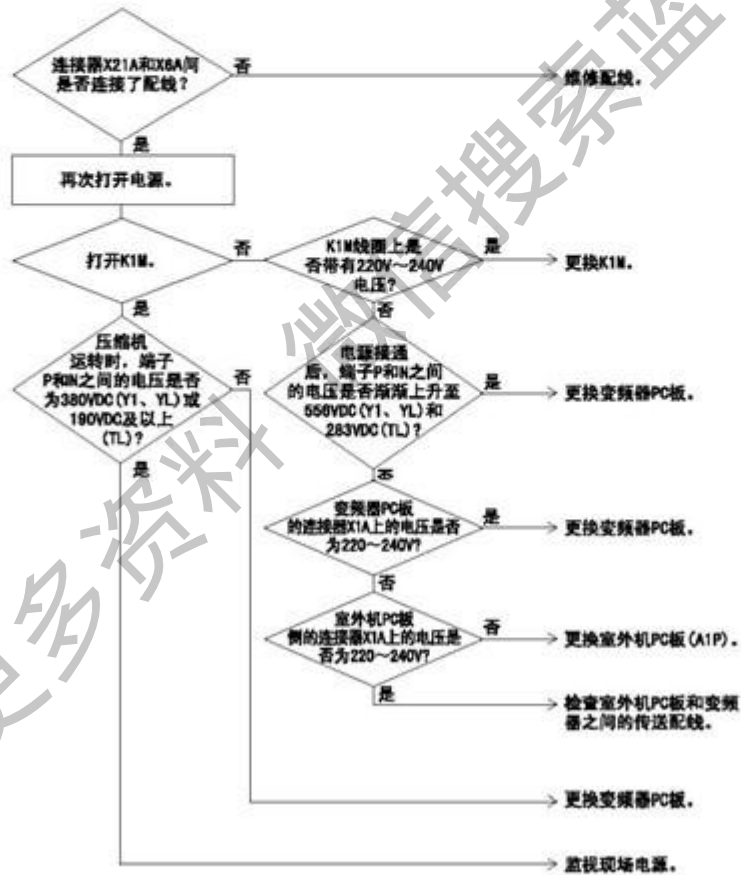 连接器X21A和X6A间
是否连接了配线?
否
维修配线。
是
再次打开电源。
打开K1M。
否
K1M线圈上是
否带有220V～240V
电压?
是
更换K1M。
是
否
压缩机
运转时，端子
P和N之间的电压是否
为380VDC(Y1、YL)或
190VDC及以上
(TL)?
否
电源接通
后，端子P和N之间
的电压是否渐渐上升至
556VDC(Y1、YL)和
283VDC(TL)?
是
更换变频器PC板。
是
否
变频器PC板
的连接器X1A上的电压是否
为220～240V?
是
更换变频器PC板。
否
室外机PC板
侧的连接器X1A上的电压是
否为220～240V?
否
更换室外机PC板(A1P)。
是
检查室外机PC板和变频
器之间的传送配线。
更换变频器PC板。
监视现场电源。
更多资料 微信搜索蓝